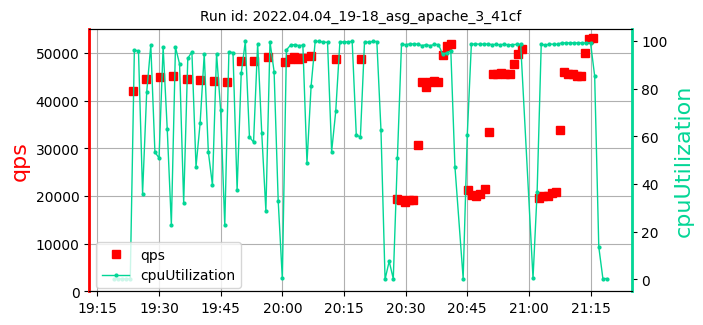 Run id: 2022.04.04_19-18_asg_apache_3_41cf
50000
40000
30000
20000
10000
0
qps
100
80
60
40
20
0
cpuUtilization
qps
cpuUtilization
19:15 19:30 19:45 20:00 20:15 20:30 20:45 21:00 21:15